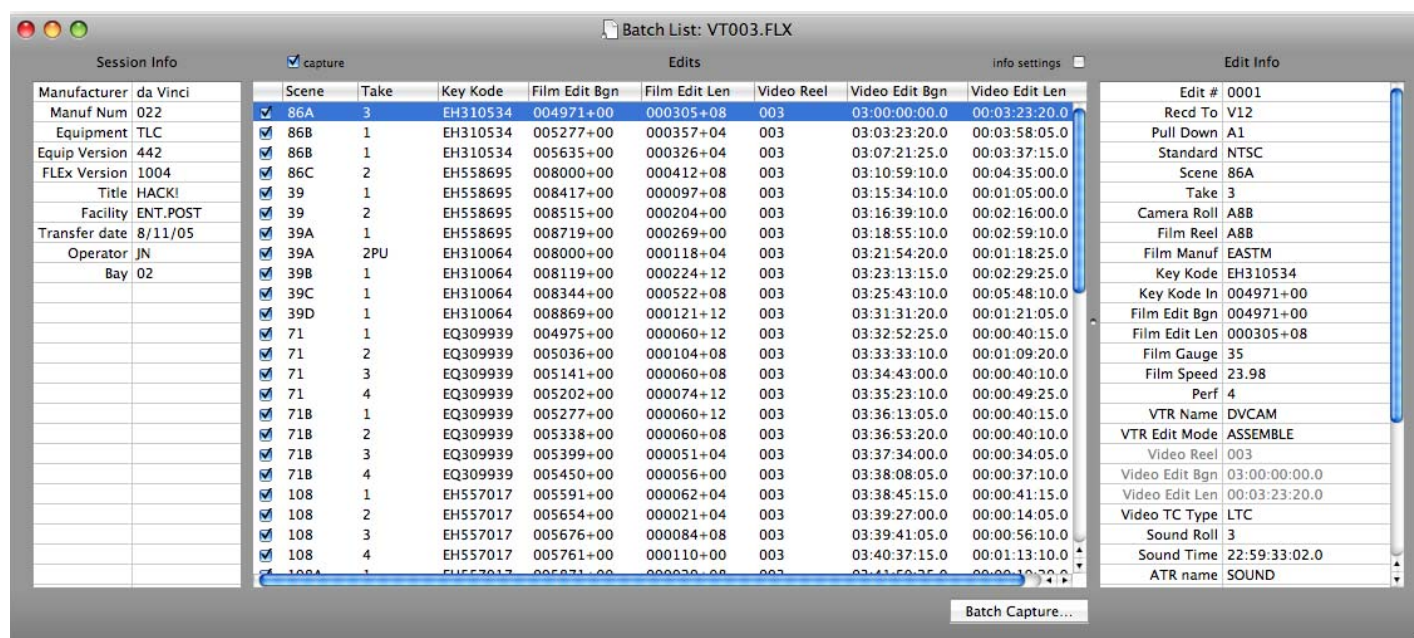 Batch List: VT003.FLX
Session Info
Manufacturer da Vinci
Manuf Num 022
Equipment TLC
Equip Version 442
FLEx Version 1004
Title HACK!
Facility ENT.POST
Transfer date 8/11/05
Operator JN
Bay 02
capture Edits info settings
Scene Take Key Kode Film Edit Bgn Film Edit Len Video Reel Video Edit Bgn Video Edit Len
86A 3 EH310534 004971+00 000305+08 003 03:00:00:00.0 00:03:23:20.0
86B 1 EH310534 005277+00 000357+04 003 03:03:23:20.0 00:03:58:05.0
86B 1 EH310534 005635+00 000326+04 003 03:07:21:25.0 00:03:37:15.0
86C 2 EH558695 008000+00 000412+08 003 03:10:59:10.0 00:04:35:00.0
39 1 EH558695 008417+00 000097+08 003 03:15:34:10.0 00:01:05:00.0
39 2 EH558695 008515+00 000204+00 003 03:16:39:10.0 00:02:16:00.0
39A 1 EH558695 008719+00 000269+00 003 03:18:55:10.0 00:02:59:10.0
39A 2PU EH310064 008000+00 000118+04 003 03:21:54:20.0 00:01:18:25.0
39B 1 EH310064 008119+00 000224+12 003 03:23:13:15.0 00:02:29:25.0
39C 1 EH310064 008344+00 000522+08 003 03:25:43:10.0 00:05:48:10.0
39D 1 EH310064 008869+00 000121+12 003 03:31:31:20.0 00:01:21:05.0
71 1 EQ309939 004975+00 000060+12 003 03:32:52:25.0 00:00:40:15.0
71 2 EQ309939 005036+00 000104+08 003 03:33:33:10.0 00:01:09:20.0
71 3 EQ309939 005141+00 000060+08 003 03:34:43:00.0 00:00:40:10.0
71 4 EQ309939 005202+00 000074+12 003 03:35:23:10.0 00:00:49:25.0
71B 1 EQ309939 005277+00 000060+12 003 03:36:13:05.0 00:00:40:15.0
71B 2 EQ309939 005338+00 000060+08 003 03:36:53:20.0 00:00:40:10.0
71B 3 EQ309939 005399+00 000051+04 003 03:37:34:00.0 00:00:34:05.0
71B 4 EQ309939 005450+00 000056+00 003 03:38:08:05.0 00:00:37:10.0
108 1 EH557017 005591+00 000062+04 003 03:38:45:15.0 00:00:41:15.0
108 2 EH557017 005654+00 000021+04 003 03:39:27:00.0 00:00:14:05.0
108 3 EH557017 005676+00 000084+08 003 03:39:41:05.0 00:00:56:10.0
108 4 EH557017 005761+00 000110+00 003 03:40:37:15.0 00:01:13:10.0
Edit Info
Edit # 0001
Recd To V12
Pull Down A1
Standard NTSC
Scene 86A
Take 3
Camera Roll A8B
Film Reel A8B
Film Manuf EASTM
Key Kode EH310534
Key Kode In 004971+00
Film Edit Bgn 004971+00
Film Edit Len 000305+08
Film Gauge 35
Film Speed 23.98
Perf 4
VTR Name DVCAM
VTR Edit Mode ASSEMBLE
Video Reel 003
Video Edit Bgn 03:00:00:00.0
Video Edit Len 00:03:23:20.0
Video TC Type LTC
Sound Roll 3
Sound Time 22:59:33:02.0
ATR name SOUND
Batch Capture...